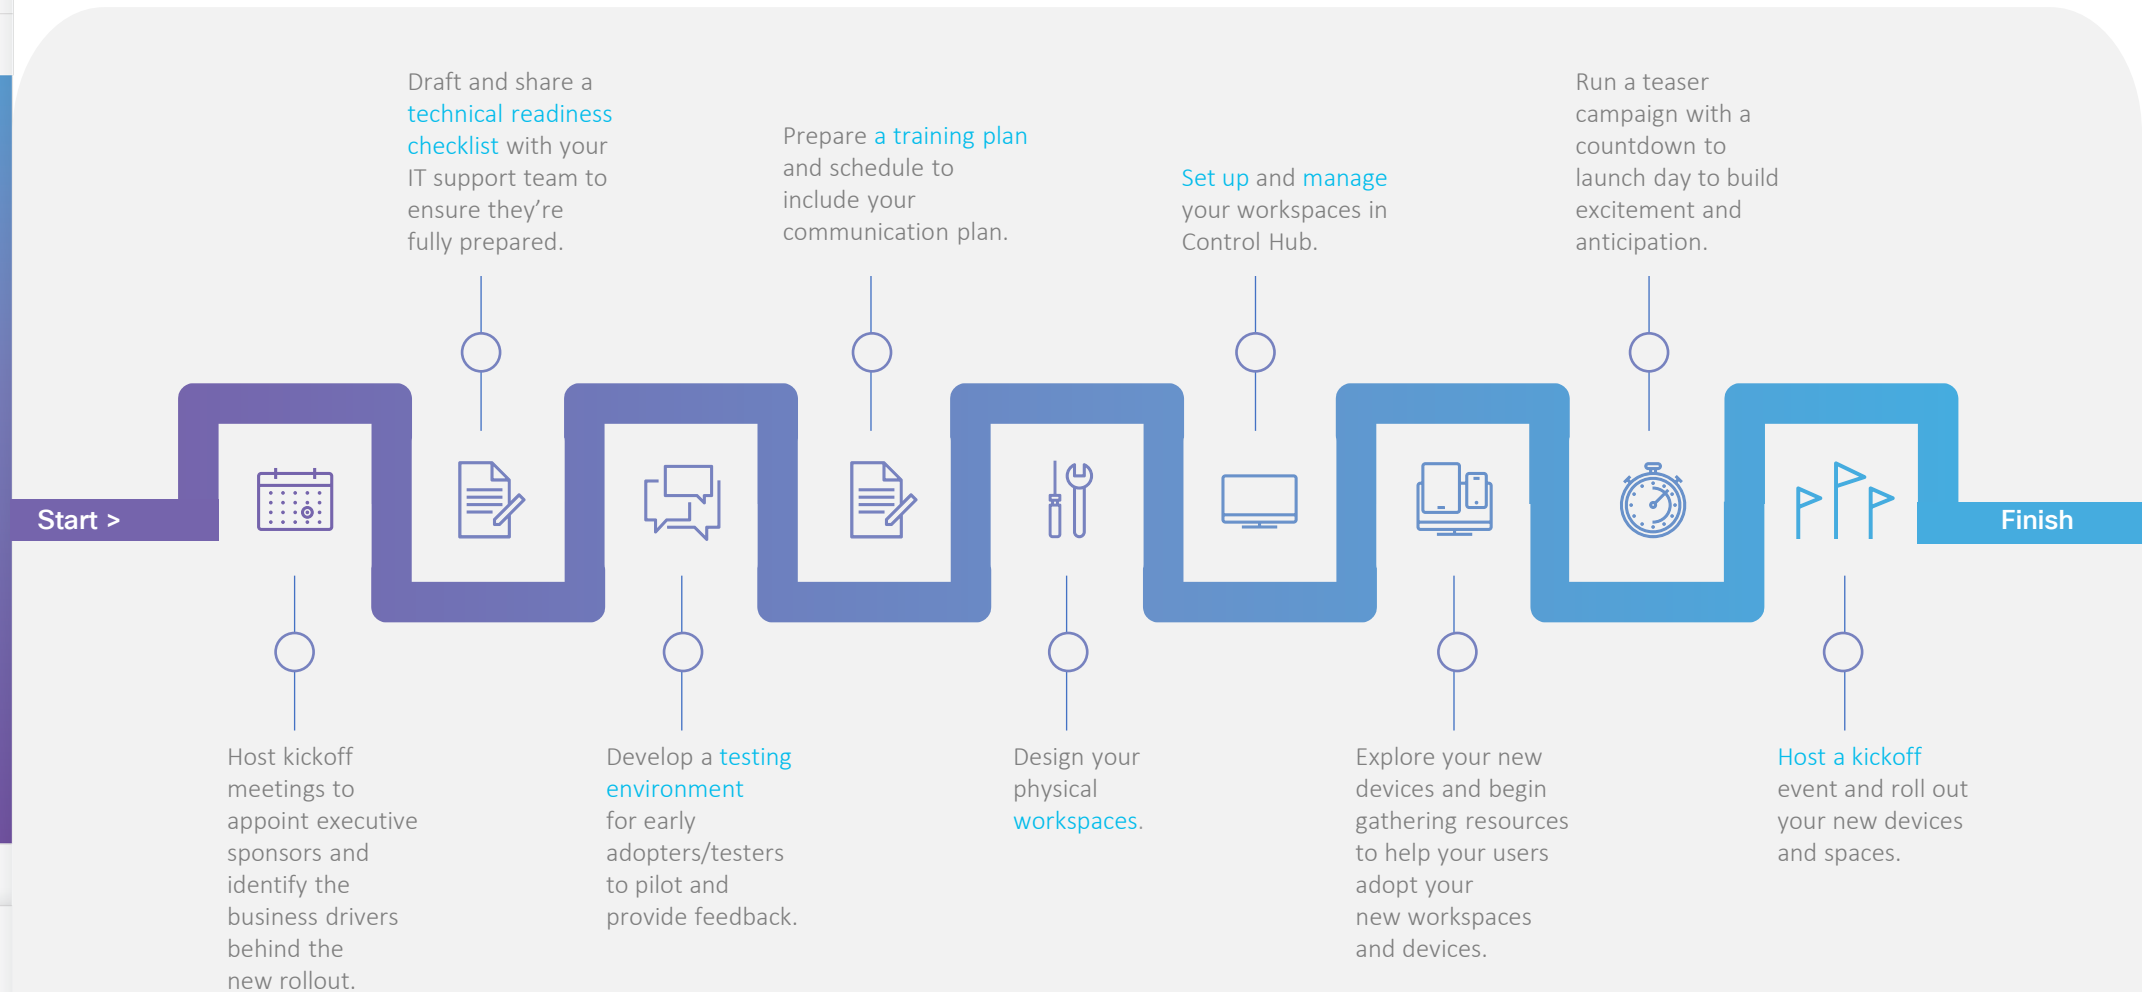 Start >
Host kickoff
meetings to
appoint executive
sponsors and
identify the
business drivers
behind the
new rollout.
Draft and share a
technical readiness
checklist with your
IT support team to
ensure they’re
fully prepared.
Develop a testing
environment
for early
adopters/testers
to pilot and
provide feedback.
Prepare a training plan
and schedule to
include your
communication plan.
Design your
physical
workspaces.
Set up and manage
your workspaces in
Control Hub.
Explore your new
devices and begin
gathering resources
to help your users
adopt your
new workspaces
and devices.
Run a teaser
campaign with a
countdown to
launch day to build
excitement and
anticipation.
Host a kickoff
event and roll out
your new devices
and spaces.
Finish